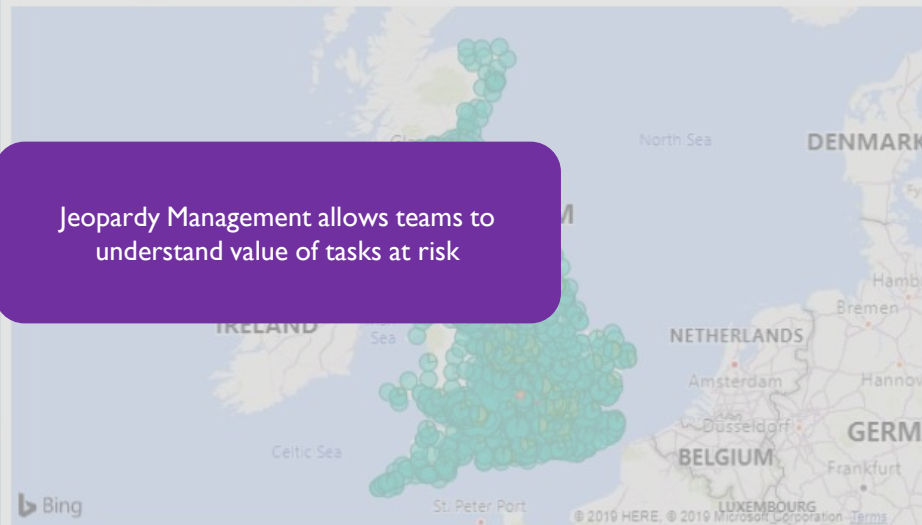 North Sea
DENMARK
Jeopardy Management allows teams to
understand value of tasks at risk
Hamb
Bremen
IRELAND
Sea
NETHERLANDS
Amsterdam
Hannov
Düsseldorf
GERM
Celtic Sea
BELGIUM
Frankfurt
Bing
St. Peter Port
LUXEMBOURG
© 2019 HERE, © 2019 Microsoft Corporation Terms